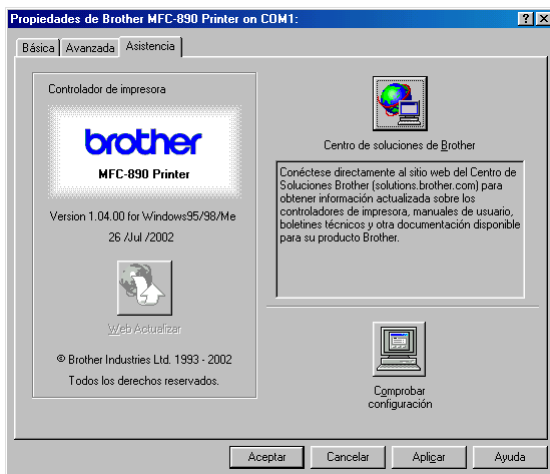 Propiedades de Brother MFC-890 Printer on COM1:
Básica
Avanzada
Asistencia
Controlador de impresora
brother
MFC-890 Printer
Version 1.04.00 for Windows95/98/Me
26 /Jul /2002
Web Actualizar
© Brother Industries Ltd. 1993 - 2002
Todos los derechos reservados.
Centro de soluciones de Brother
Conéctese directamente al sitio web del Centro de
Soluciones Brother (solutions.brother.com) para
obtener información actualizada sobre los
controladores de impresora, manuales de usuario,
boletines técnicos y otra documentación disponible
para su producto Brother.
Comprobar
configuración
Aceptar
Cancelar
Aplicar
Ayuda